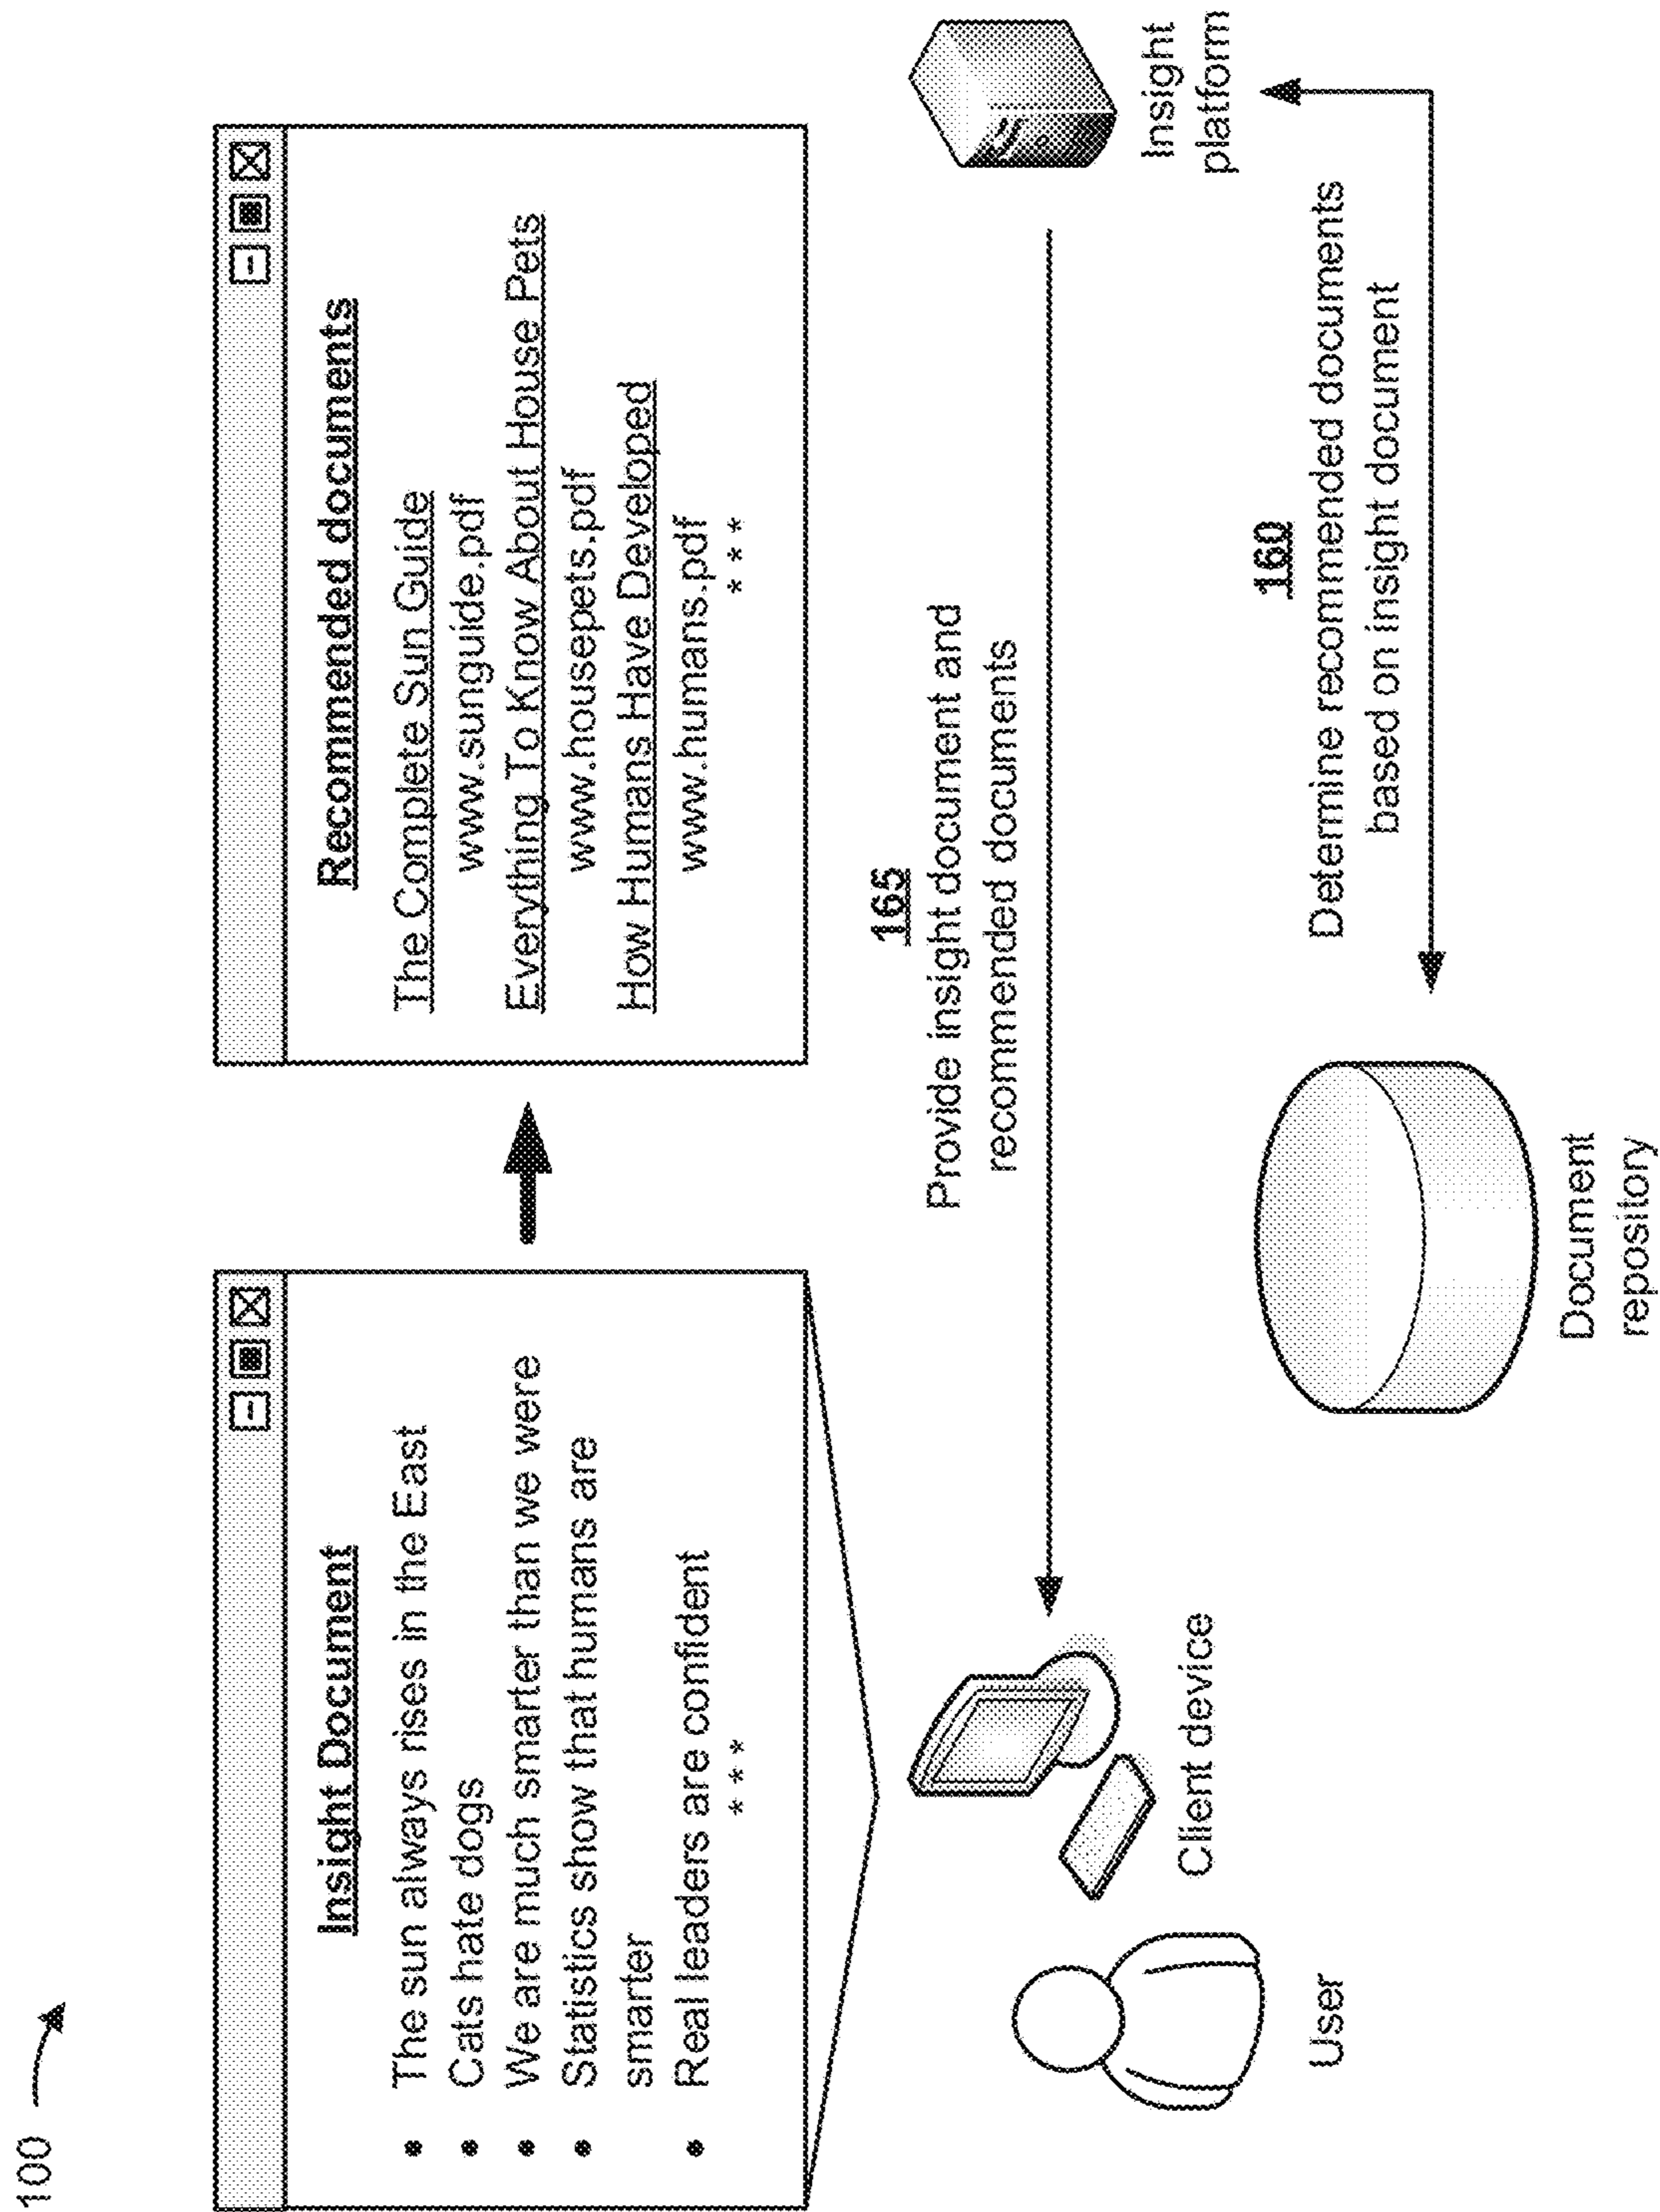 100
Insight Document
• The sun always rises in the East
• Cats hate dogs
• We are much smarter than we were
• Statistics show that humans are
smarter
• Real leaders are confident
* * *
Recommended documents
The Complete Sun Guide
www.sunguide.pdf
Everything To Know About House Pets
www.housepets.pdf
How Humans Have Developed
www.humans.pdf
* * *
165
Provide insight document and
recommended documents
User
Client device
Insight
platform
160
Determine recommended documents
based on insight document
Document
repository